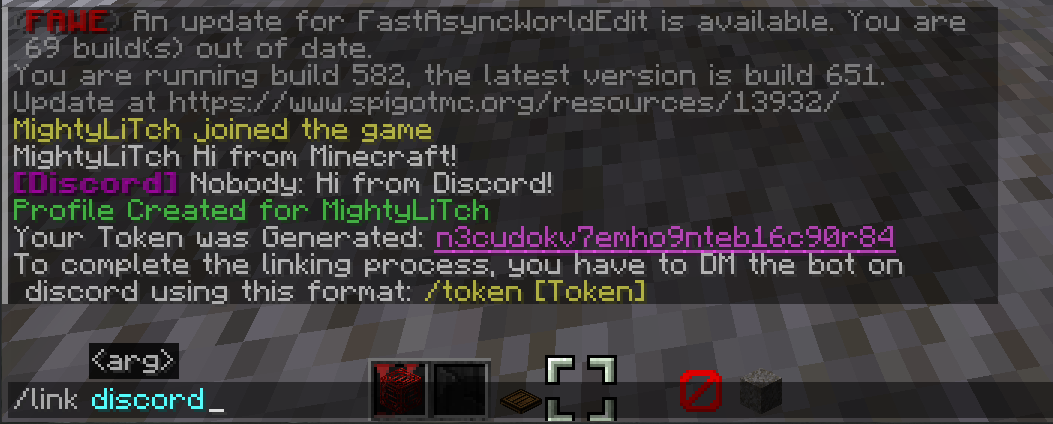 (FAWE) An update for FastAsyncWorldEdit is available. You are
69 build(s) out of date.
You are running build 582, the latest version is build 651.
Update at https://www.spigotmc.org/resources/13932/
MightyLiTch joined the game
MightyLiTch Hi from Minecraft!
[Discord] Nobody: Hi from Discord!
Profile Created for MightyLiTch
Your Token was Generated: n3cudokv7emho9nteb16c90r84
To complete the linking process, you have to DM the bot on
discord using this format: /token [Token]
<arg>
/link discord_